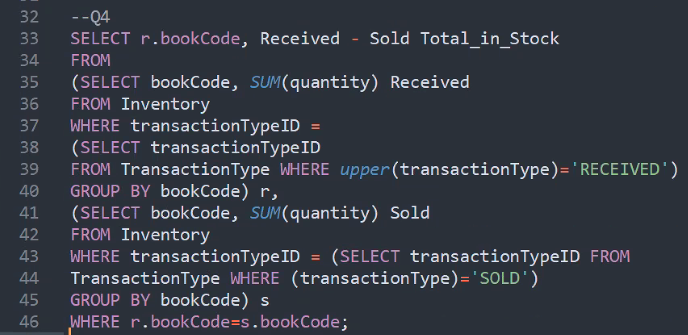 32 --Q4
33 SELECT r.bookCode, Received - Sold Total_in_Stock
34 FROM
35 (SELECT bookCode, SUM(quantity) Received
36 FROM Inventory
37 WHERE transactionTypeID =
38 (SELECT transactionTypeID
39 FROM TransactionType WHERE upper(transactionType)='RECEIVED')
40 GROUP BY bookCode) r,
41 (SELECT bookCode, SUM(quantity) Sold
42 FROM Inventory
43 WHERE transactionTypeID = (SELECT transactionTypeID FROM
44 TransactionType WHERE (transactionType)='SOLD')
45 GROUP BY bookCode) s
46 WHERE r.bookCode=s.bookCode;